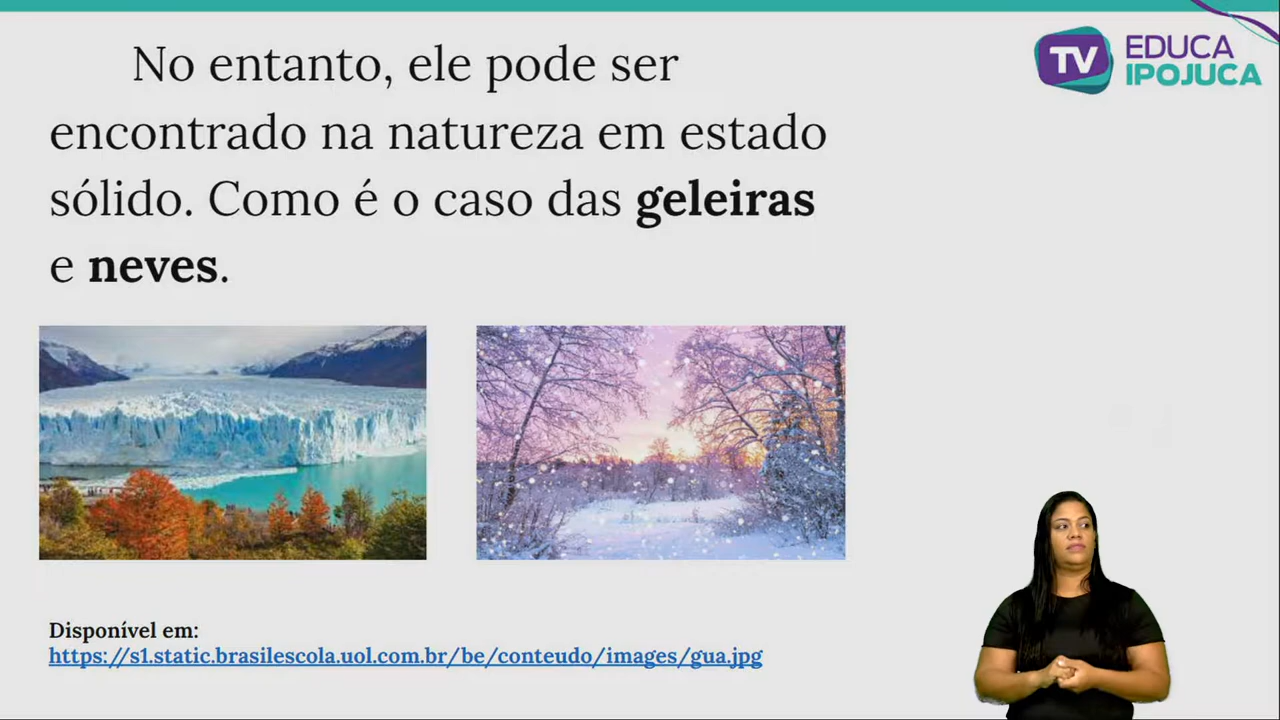 No entanto, ele pode ser
encontrado na natureza em estado
sólido. Como é o caso das geleiras
e neves.
TV EDUCA
IPOJUCA
Disponível em:
https://s1.static.brasilescola.uol.com.br/be/conteudo/images/gua.jpg